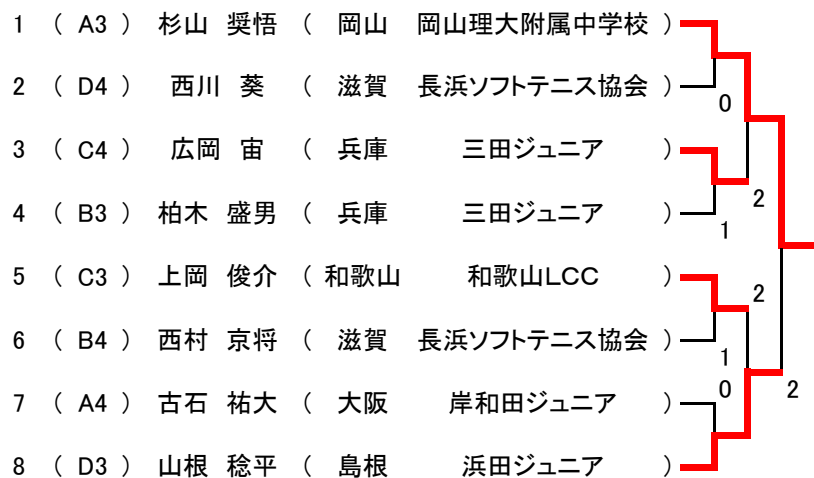 1 ( A3 ) 杉山 奨悟 ( 岡山 岡山理大附属中学校 )
2 ( D4 ) 西川 葵 ( 滋賀 長浜ソフトテニス協会 )
0
3 ( C4 ) 広岡 宙 ( 兵庫 三田ジュニア )
2
4 ( B3 ) 柏木 盛男 ( 兵庫 三田ジュニア )
1
5 ( C3 ) 上岡 俊介 ( 和歌山 和歌山LCC )
2
6 ( B4 ) 西村 京将 ( 滋賀 長浜ソフトテニス協会 )
1
0 2
7 ( A4 ) 古石 祐大 ( 大阪 岸和田ジュニア )
8 ( D3 ) 山根 稔平 ( 島根 浜田ジュニア )